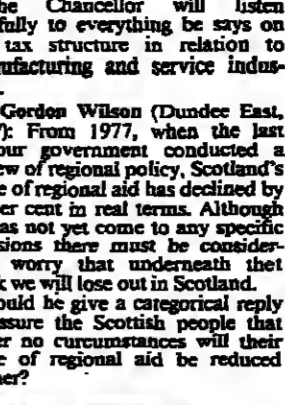 he Chancellor will listen
fully to everything be says on
tax structure in relation to
ufacturing and service indus-
.
Gordon Wilson (Dundee East,
): From 1977, when the last
our government conducted a
ew of regional policy, Scotland's
e of regional aid has declined by
er cent in real terms. Although
as not yet come to any specific
sions there must be consider-
worry that underneath thet
k we will lose out in Scotland.
ould he give a categorical reply
ssure the Scottish people that
er no curcumstances will their
e of regional aid be reduced
her?